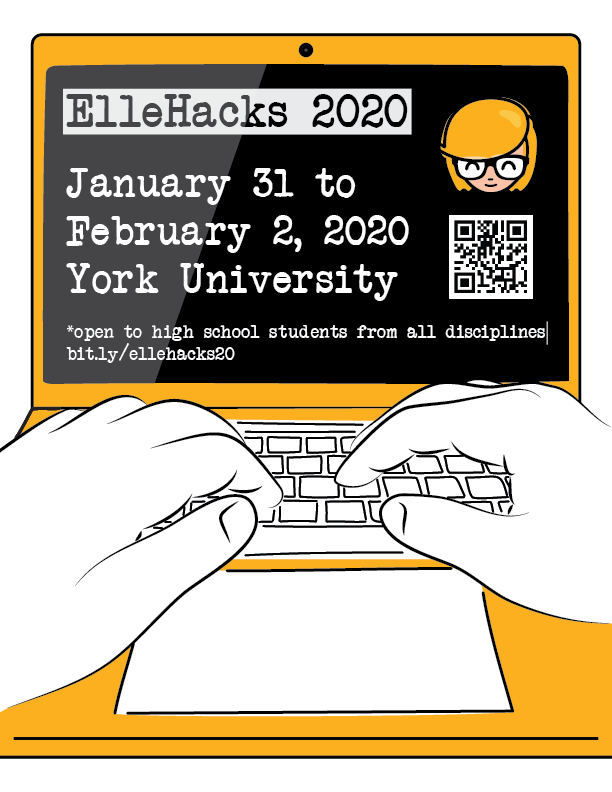 ElleHacks 2020
January 31 to
February 2, 2020
York University
*open to high school students from all disciplines
bit.ly/ellehacks20